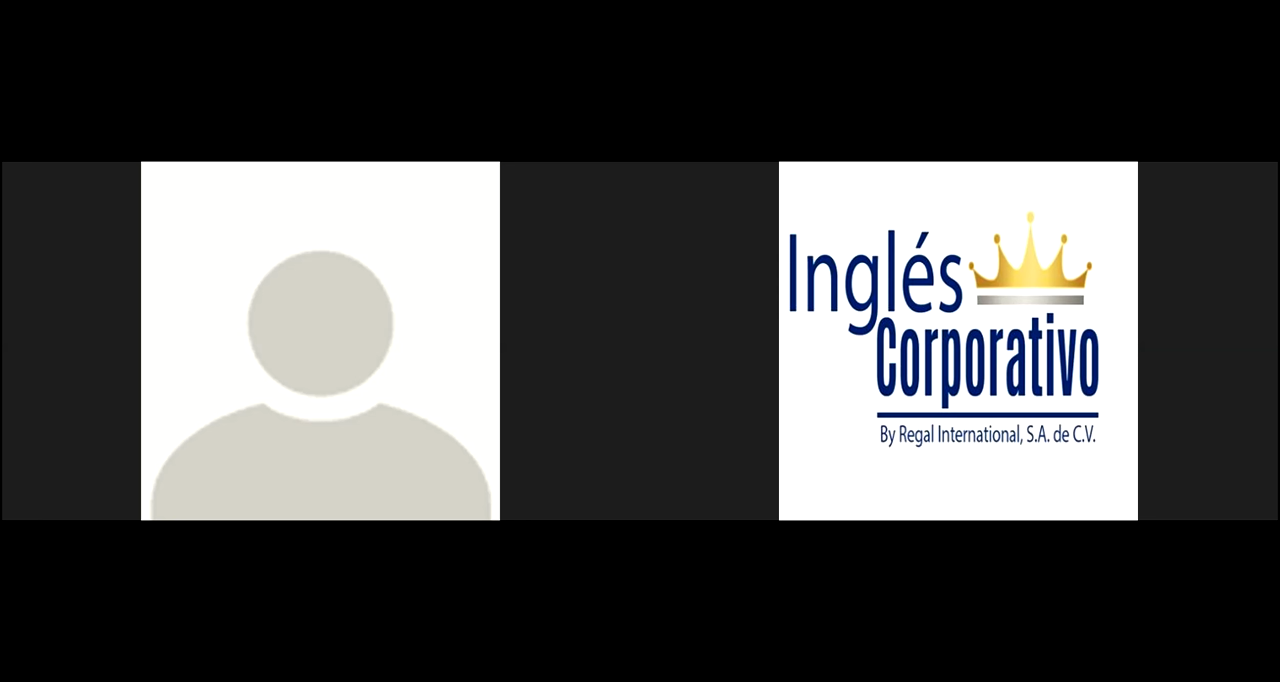 Inglés
Corporativo
By Regal International, S.A. de C.V.